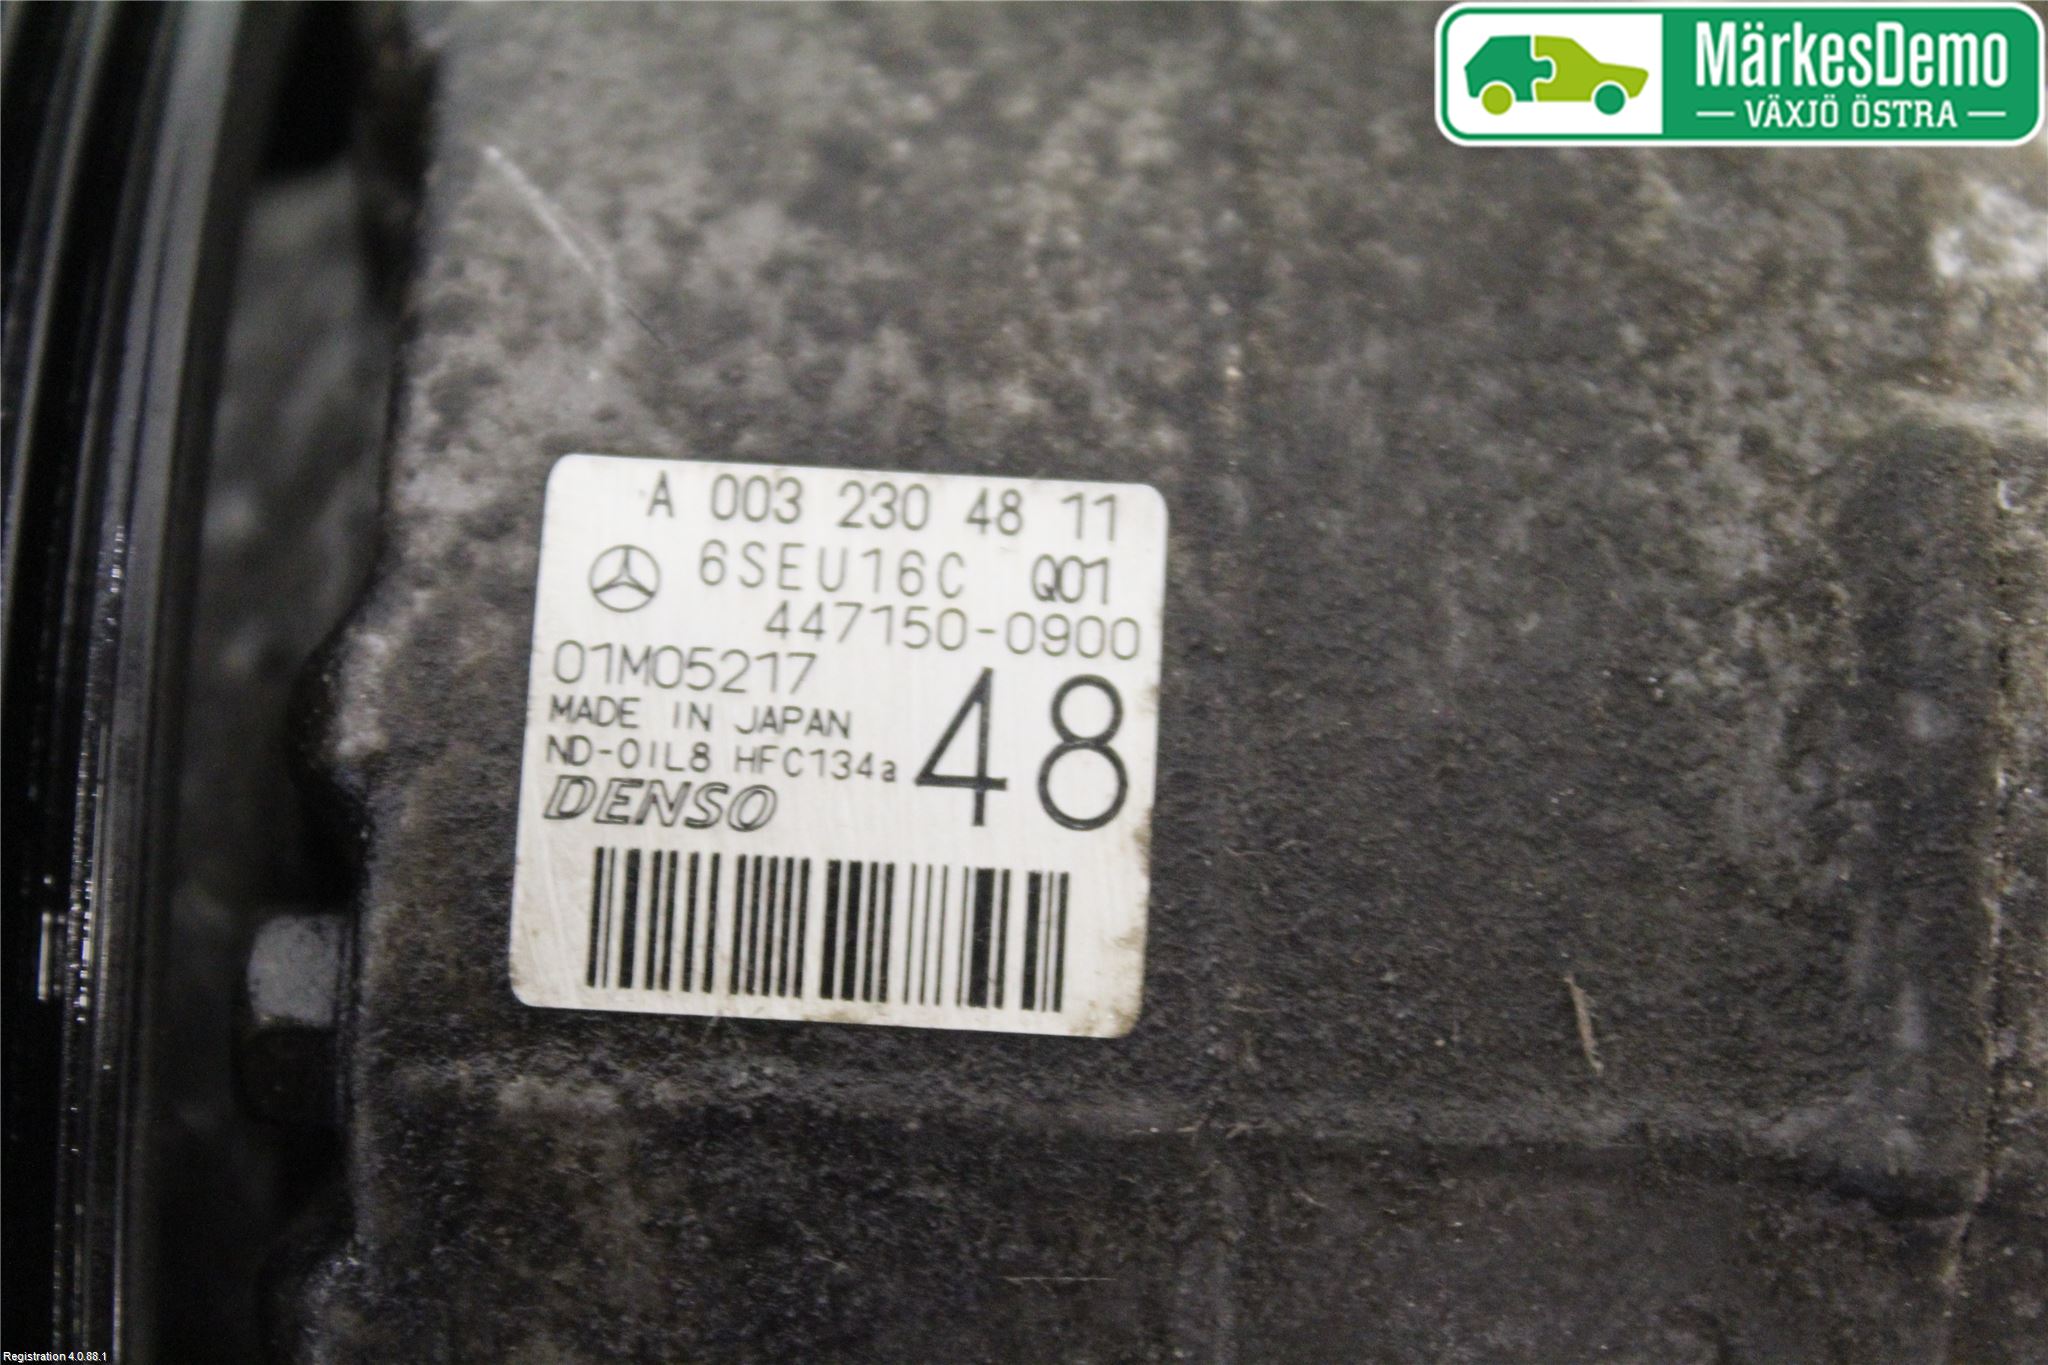 MärkesDemo
VÄXJÖ ÖSTRA
A 003 230 48 11
6SEU16C Q01
447150-0900
01M05217
48
MADE IN JAPAN
ND-OIL8 HFC134a
DENSO
Registration 4.0.88.1